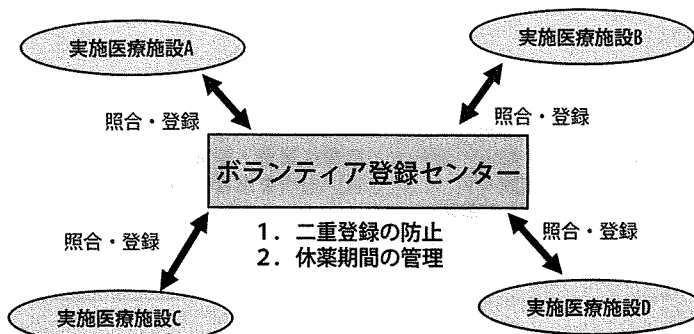 実施医療施設A
実施医療施設B
照合・登録
照合・登録
ボランティア登録センター
照合・登録
1．二重登録の防止
2．休薬期間の管理
照合・登録
実施医療施設C
実施医療施設D